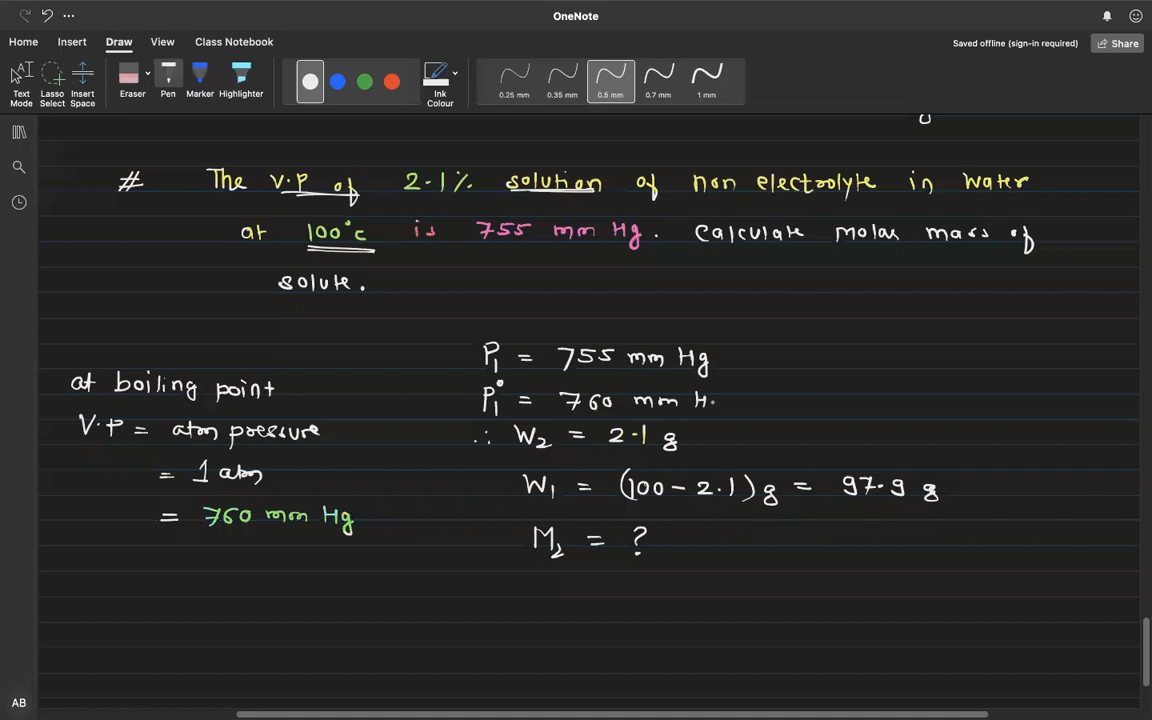 OneNote
Home Insert Draw View Class Notebook
Saved offline (sign-in required) Share
Text Mode Lasso Select Insert Space Eraser Pen Marker Highlighter Ink Colour 0.25 mm 0.35 mm 0.5 mm 0.7 mm 1 mm
# The V.P of 2.1% solution of non electrolyte in water
at 100°c is 755 mm Hg. Calculate molar mass of
solute.
P₁ = 755 mm Hg
at boiling point
P₁° = 760 mm H
V.P = atm pressure
∴ W₂ = 2.1 g
= 1 atm
W₁ = (100 - 2.1) g = 97.9 g
= 760 mm Hg
M₂ = ?
AB